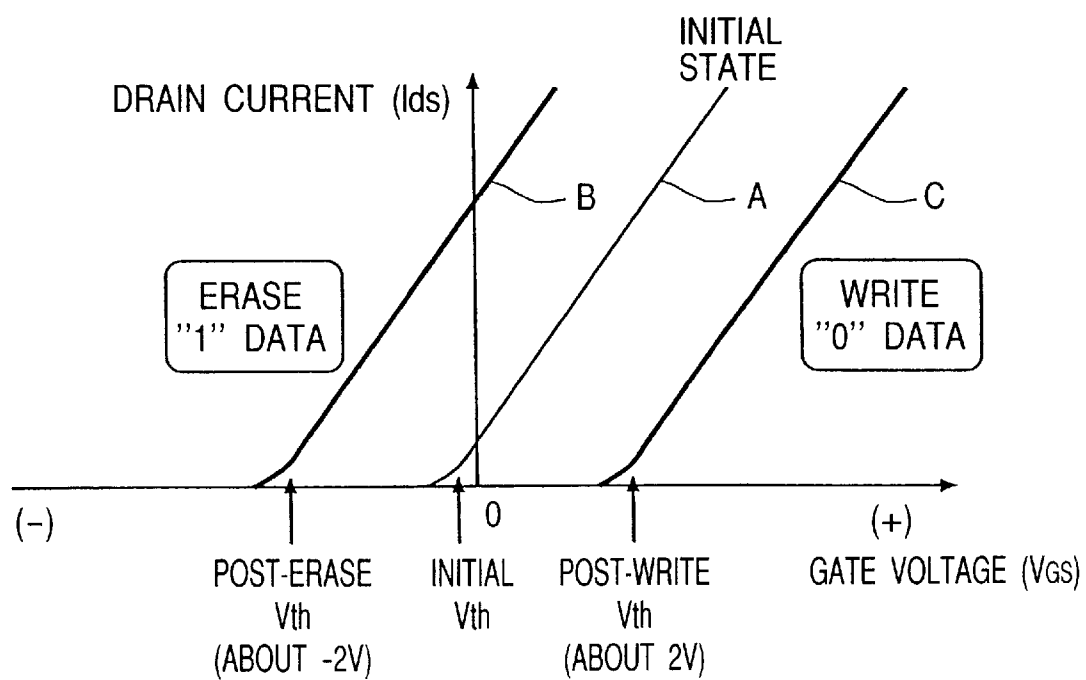 INITIAL
STATE
DRAIN CURRENT (Ids)
B
A
C
ERASE
"1" DATA
WRITE
"0" DATA
(-)
0
(+)
POST-ERASE
Vth
(ABOUT -2V)
INITIAL
Vth
POST-WRITE
Vth
(ABOUT 2V)
GATE VOLTAGE (VGS)